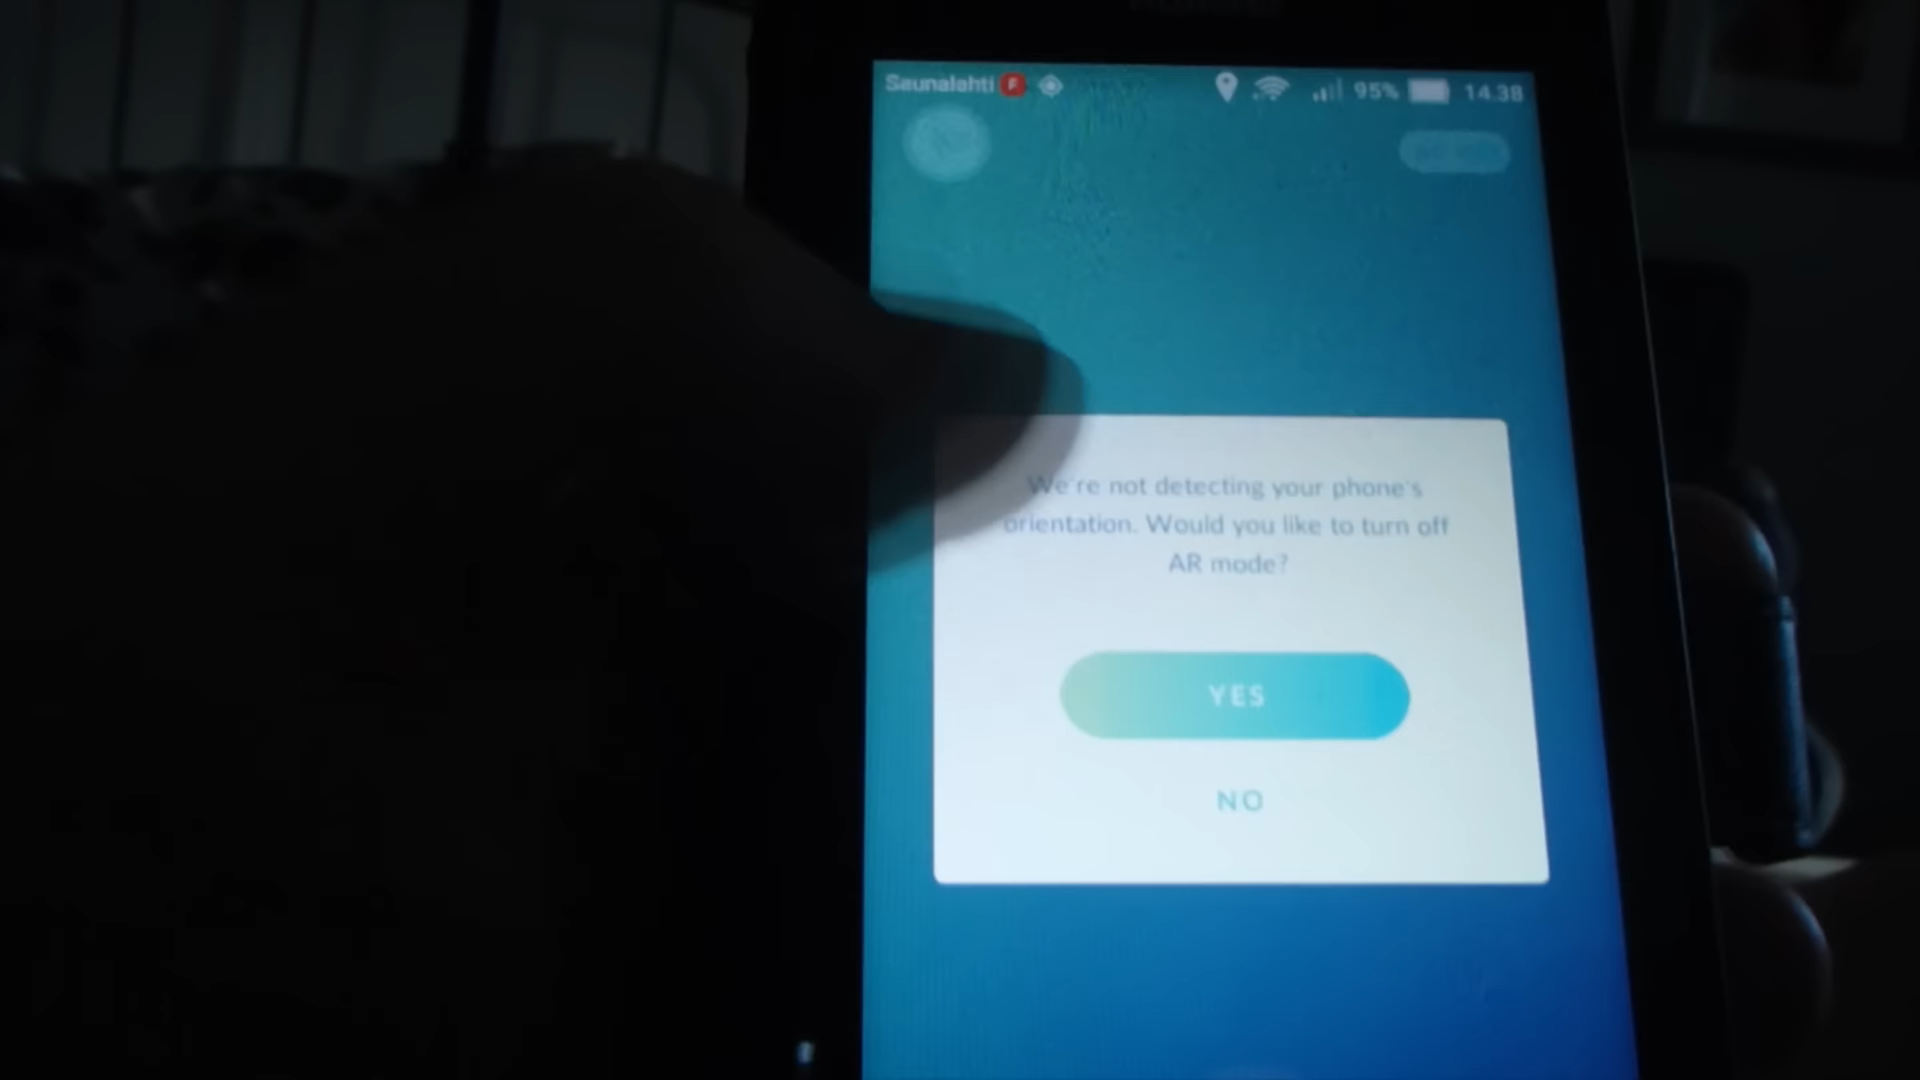 Saunalahti F 95% 14.38
We're not detecting your phone's
orientation. Would you like to turn off
AR mode?
YES
NO